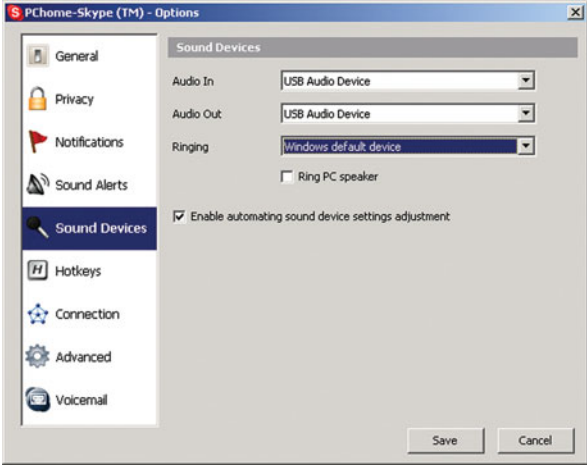 S PChome-Skype (TM) - Options
General
Privacy
Notifications
Sound Alerts
Sound Devices
H Hotkeys
Connection
Advanced
Voicemail
Sound Devices
Audio In USB Audio Device
Audio Out USB Audio Device
Ringing Windows default device
Ring PC speaker
Enable automating sound device settings adjustment
Save Cancel